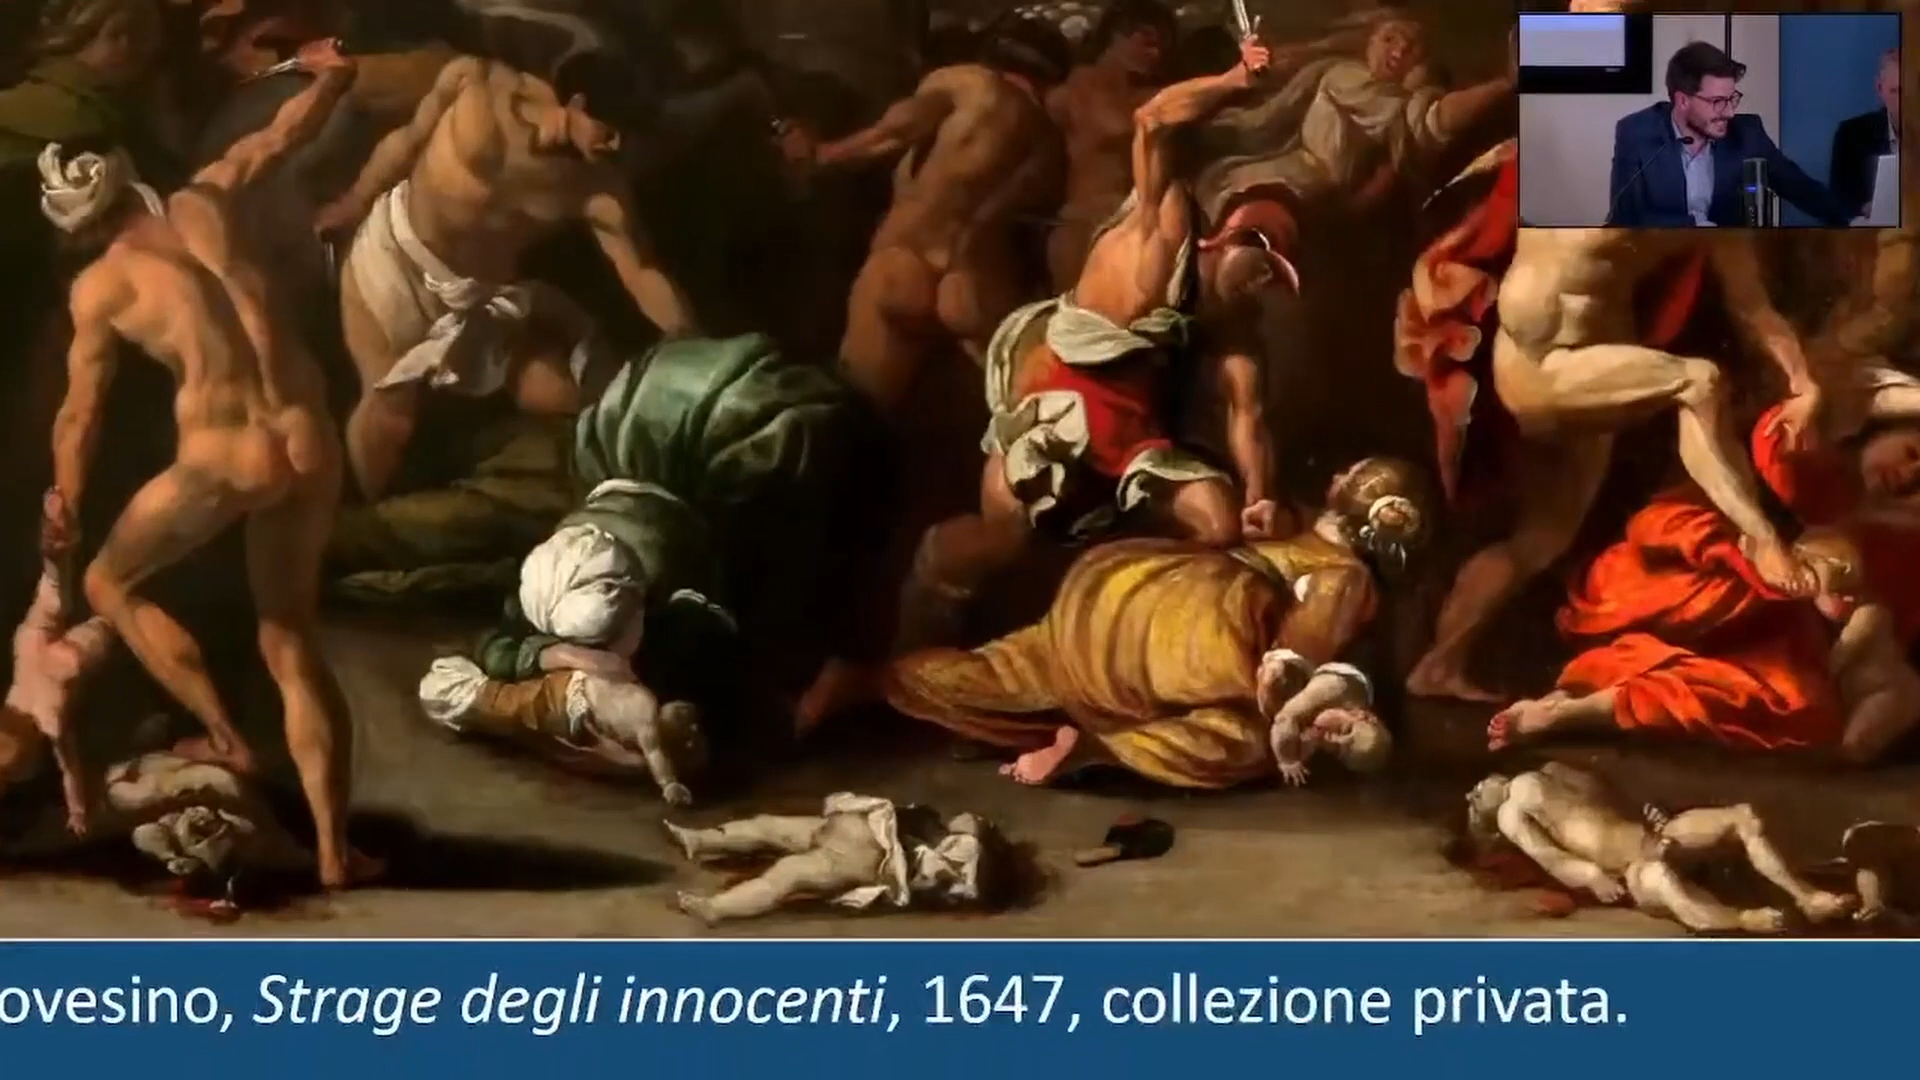 ovesino, Strage degli innocenti, 1647, collezione privata.